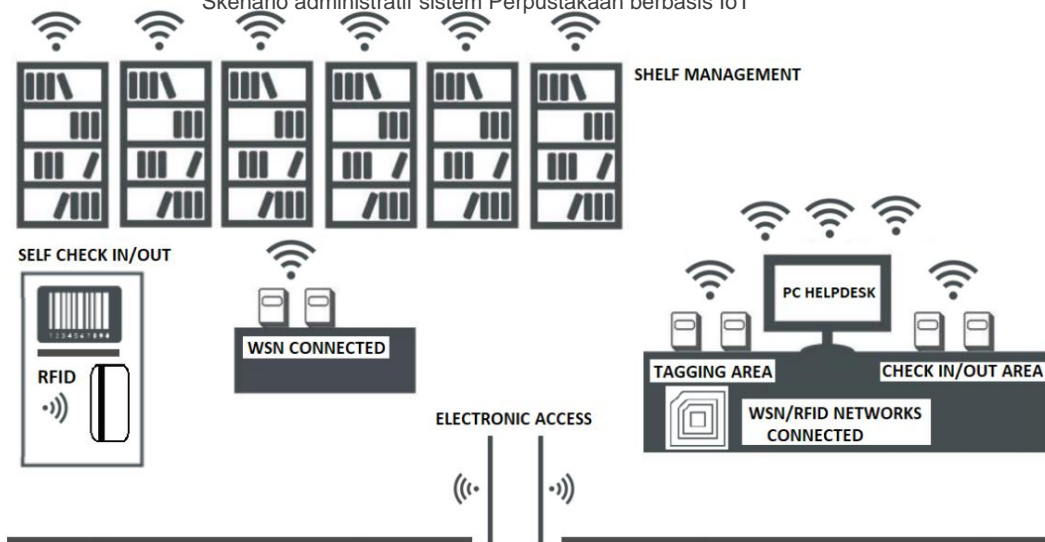 Skenario administratif sistem Perpustakaan berbasis IoT
SHELF MANAGEMENT
SELF CHECK IN/OUT
PC HELPDESK
WSN CONNECTED
RFID
TAGGING AREA
CHECK IN/OUT AREA
WSN/RFID NETWORKS
CONNECTED
ELECTRONIC ACCESS